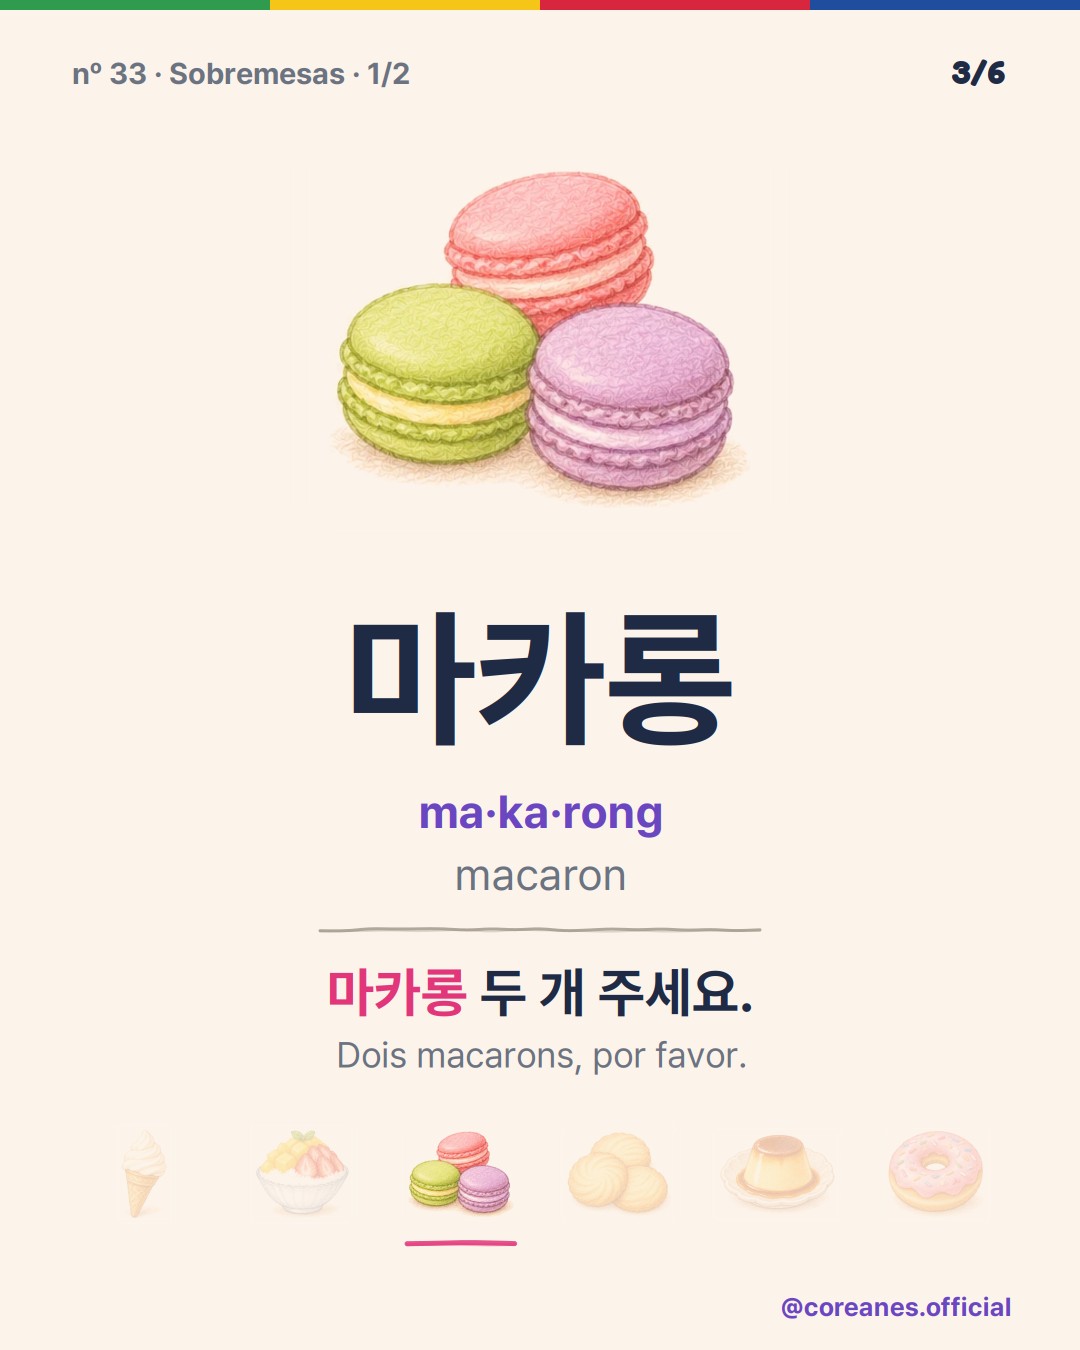 nº 33 · Sobremesas · 1/2
3/6
마카롱
ma·ka·rong
macaron
마카롱 두 개 주세요.
Dois macarons, por favor.
@coreanes.official